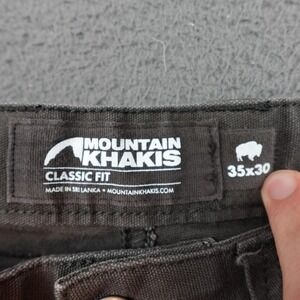 MOUNTAIN
KHAKIS
CLASSIC FIT
MADE IN SRI LANKA • MOUNTAINKHAKIS.COM
35x30